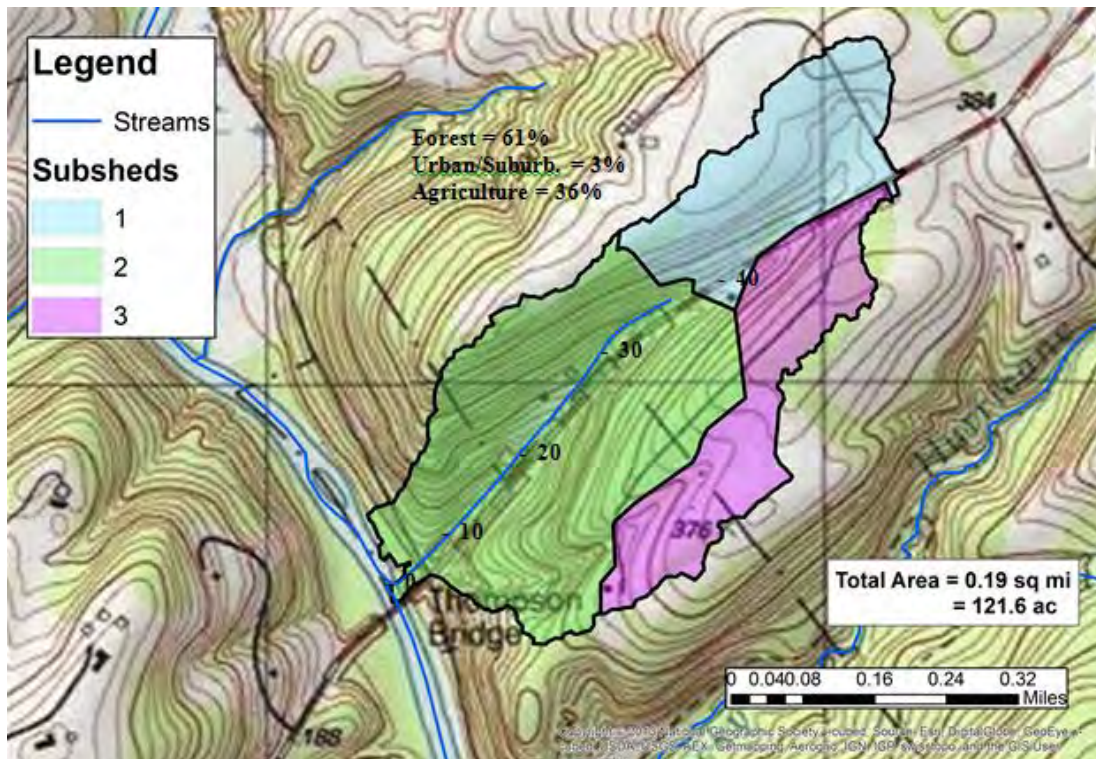 Legend
Streams
Subsheds
1
2
3
Forest = 61%
Urban/Suburb. = 3%
Agriculture = 36%
384
- 40
- 30
- 20
- 10
0
376
Thompson
Bridge
188
Total Area = 0.19 sq mi
= 121.6 ac
0 0.040.08 0.16 0.24 0.32
Miles